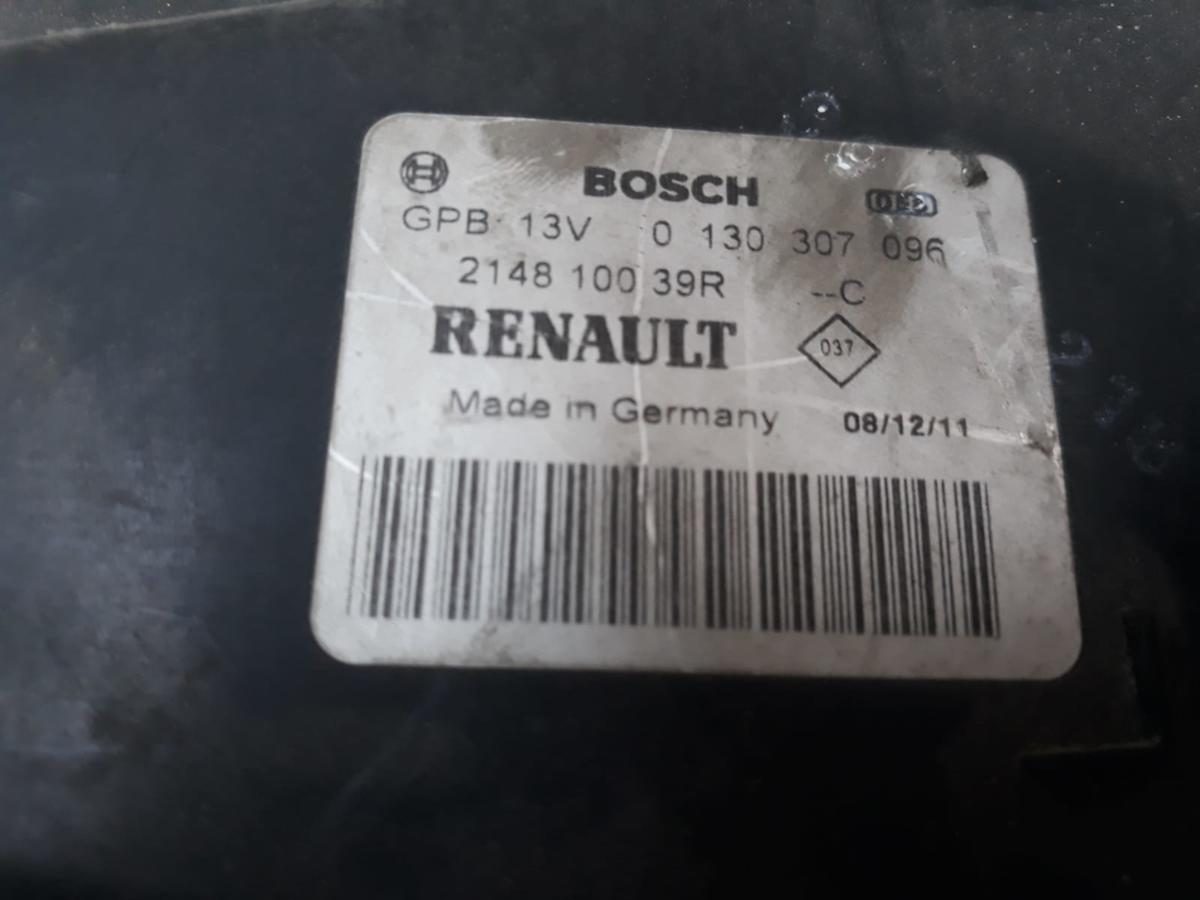 BOSCH
GPB 13V 0 130 307 096
2148 100 39R --C
RENAULT
037
Made in Germany 08/12/11